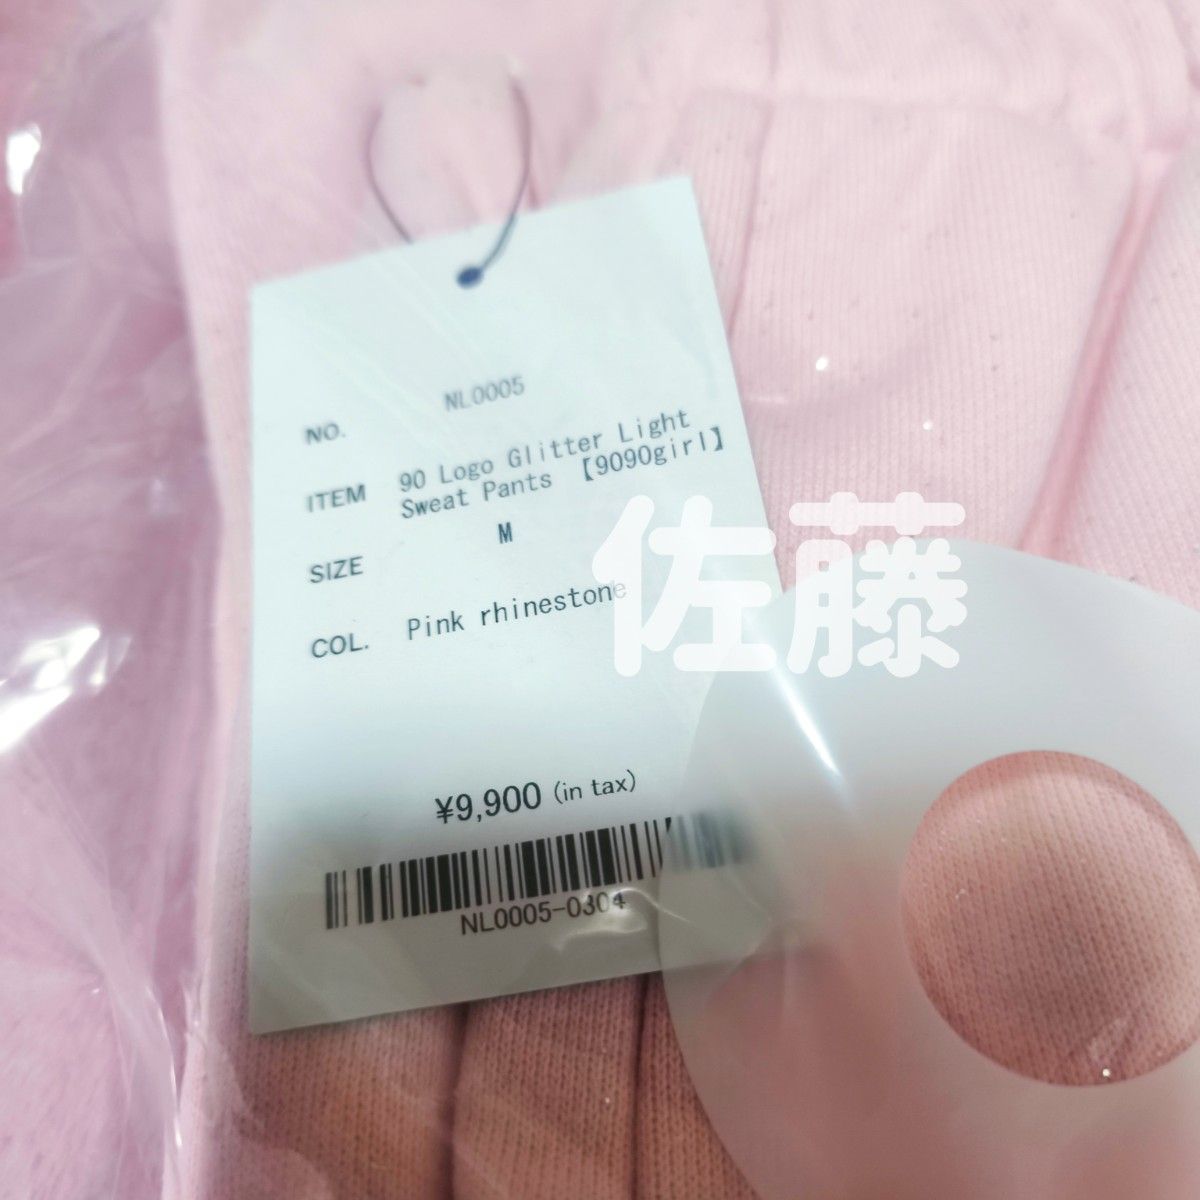 NO. NL0005
ITEM 90 Logo Glitter Light
Sweat Pants 【9090girl】
SIZE M
COL. Pink rhinestone
¥9,900 (in tax)
NL0005-0304
佐藤